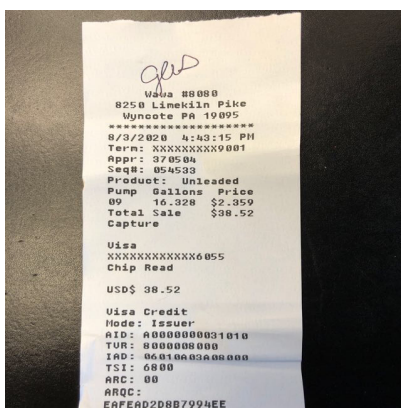 gas
Wawa #8080
8250 Limekiln Pike
Wyncote PA 19095
********************
8/3/2020 4:43:15 PM
Term: XXXXXXXXX9001
Appr: 370504
Seq#: 054533
Product: Unleaded
Pump Gallons Price
09 16.328 $2.359
Total Sale $38.52
Capture
Visa
XXXXXXXXXXXX6055
Chip Read
USD$ 38.52
Visa Credit
Mode: Issuer
AID: A0000000031010
TVR: 8000008000
IAD: 06010A03A08000
TSI: 6800
ARC: 00
ARQC:
EAFEAD2D8B7994EE